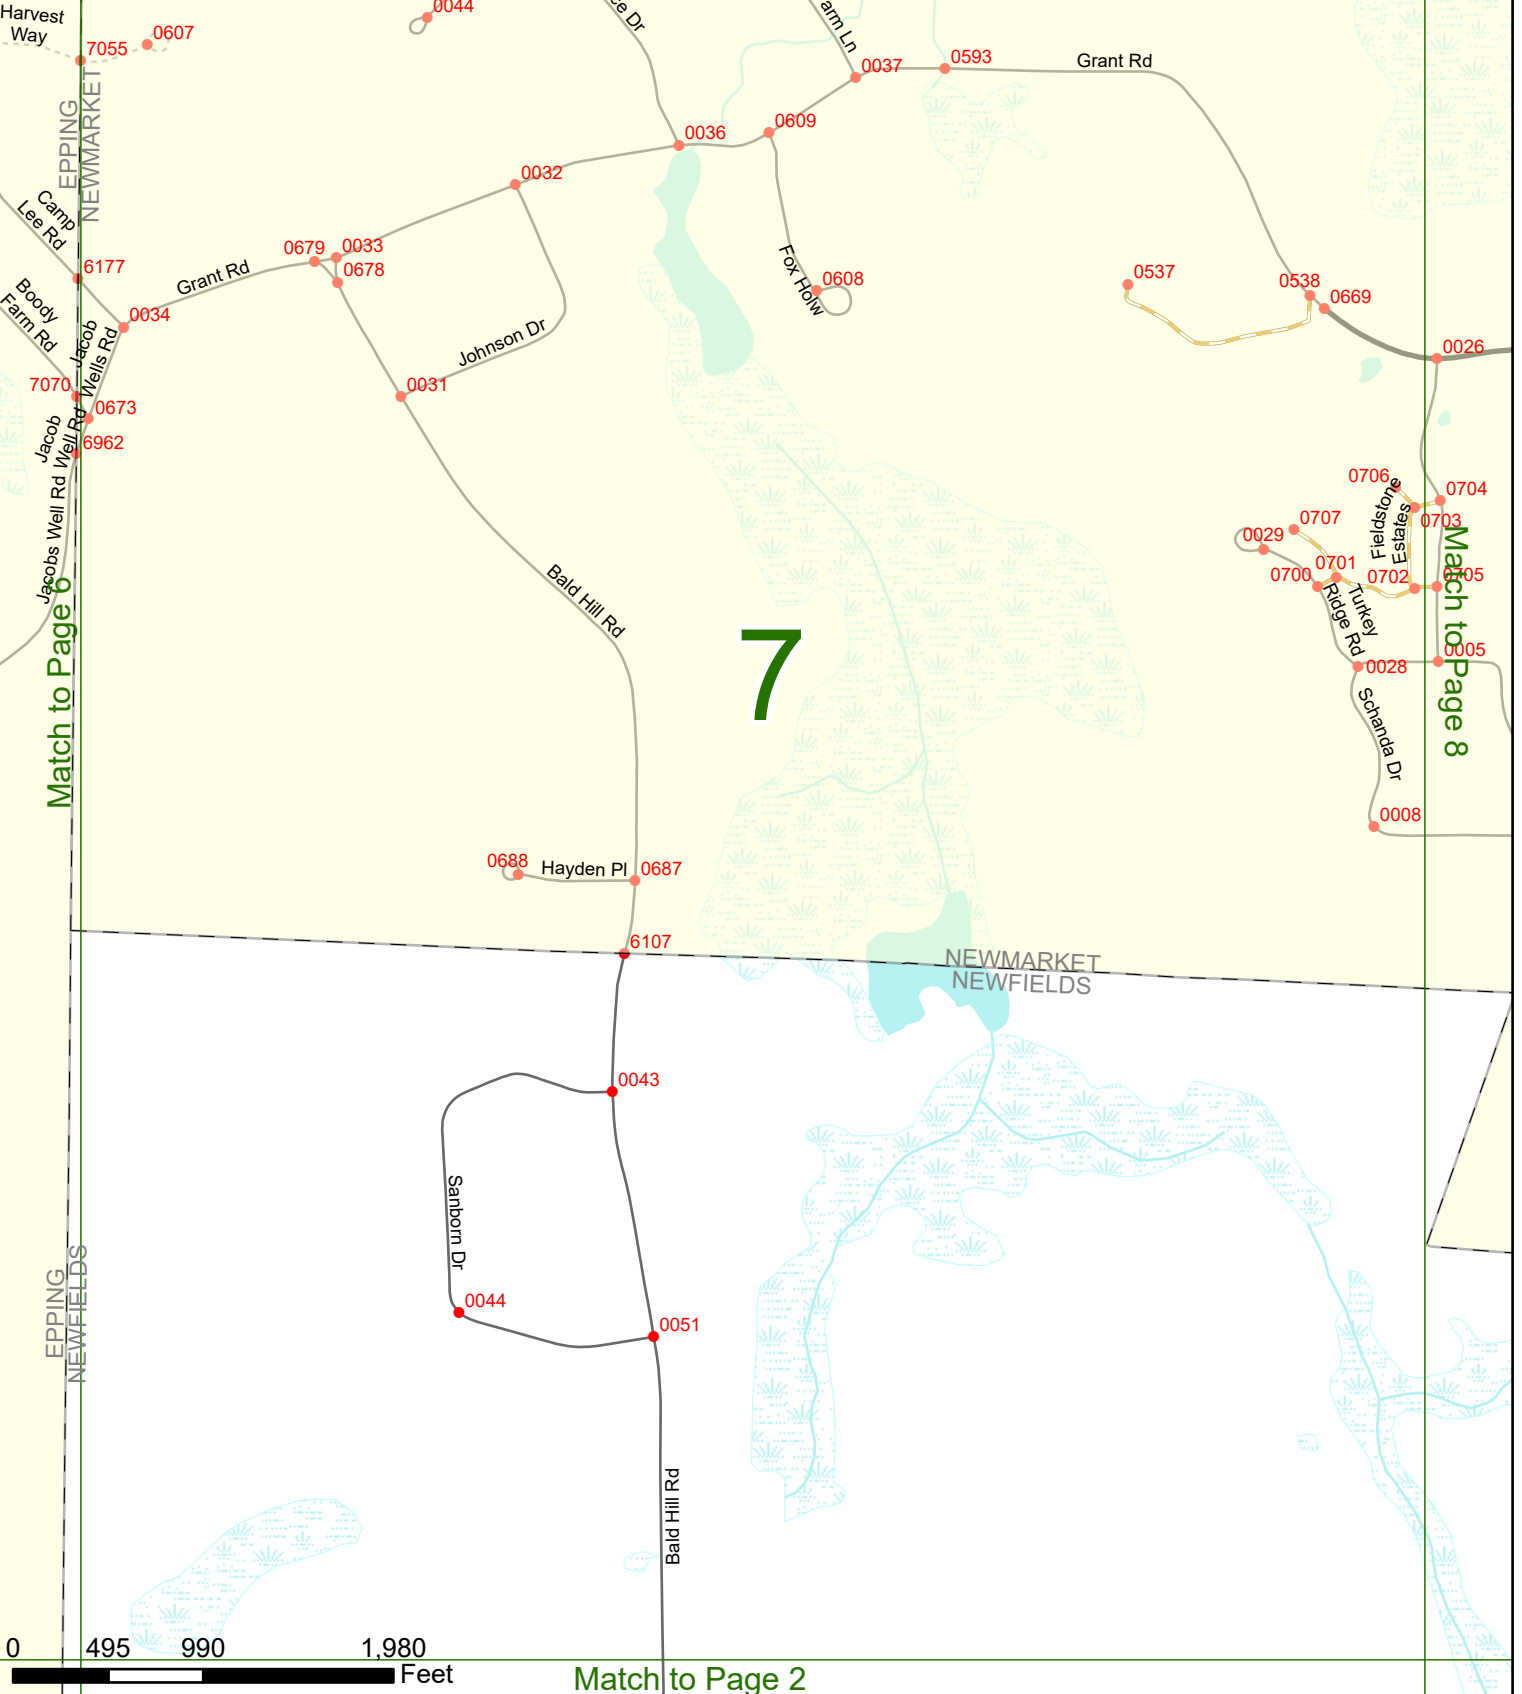 0044
Harvest
Way
ce Dr
arm Ln
0607
7055
0037
0593
Grant Rd
EPPING
NEWMARKET
0036
0609
0032
Camp
Lee Rd
0679
0033
0678
6177
Grant Rd
Fox Holw
0608
0537
0538
0669
Boody
Farm Rd
0034
Jacob
Wells Rd
Johnson Dr
0026
7070
0031
0673
Jacob
Well Rd
6962
Jacobs Well Rd
0706
0704
Fieldstone
Estates
0703
0707
0029
0701
0700
0702
0705
Turkey
Ridge Rd
Bald Hill Rd
Match to Page 6
7
Match to Page 8
0005
0028
Schanda Dr
0008
0688
Hayden Pl
0687
6107
NEWMARKET
NEWFIELDS
0043
Sanborn Dr
EPPING
NEWFIELDS
0044
0051
Bald Hill Rd
0 495 990 1,980
Feet
Match to Page 2